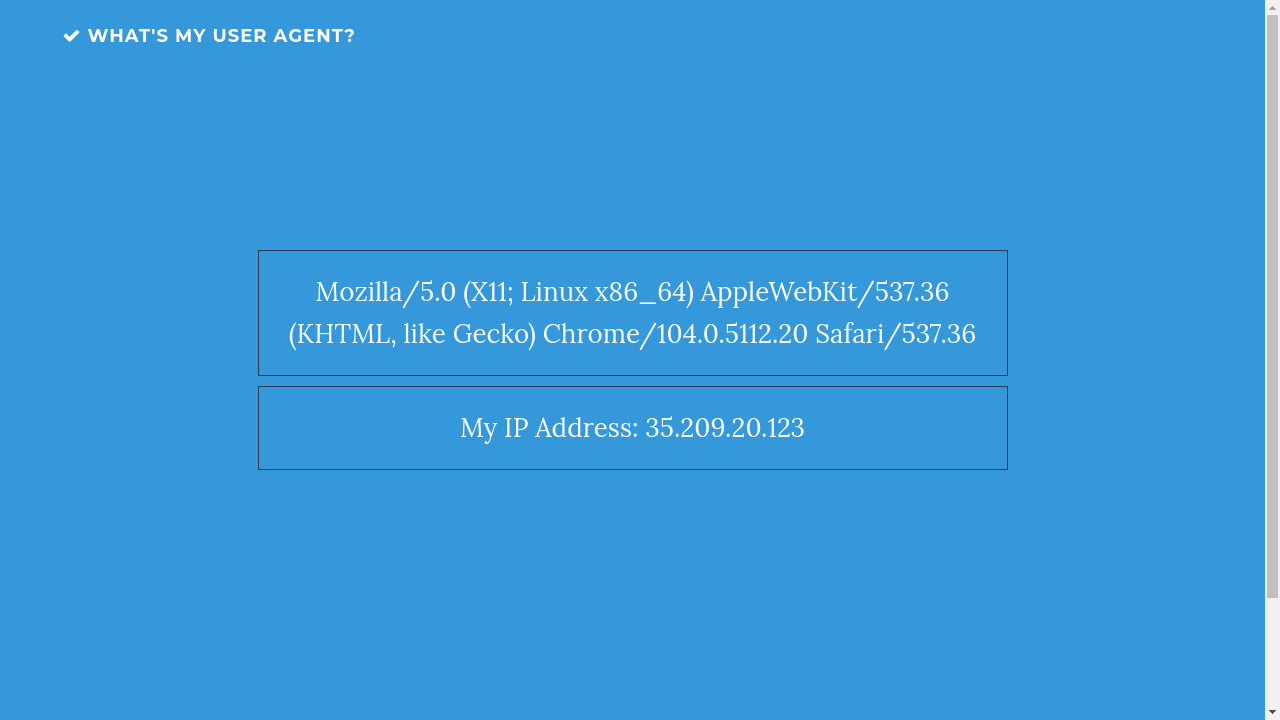 WHAT'S MY USER AGENT?
Mozilla/5.0 (X11; Linux x86_64) AppleWebKit/537.36
(KHTML, like Gecko) Chrome/104.0.5112.20 Safari/537.36
My IP Address: 35.209.20.123